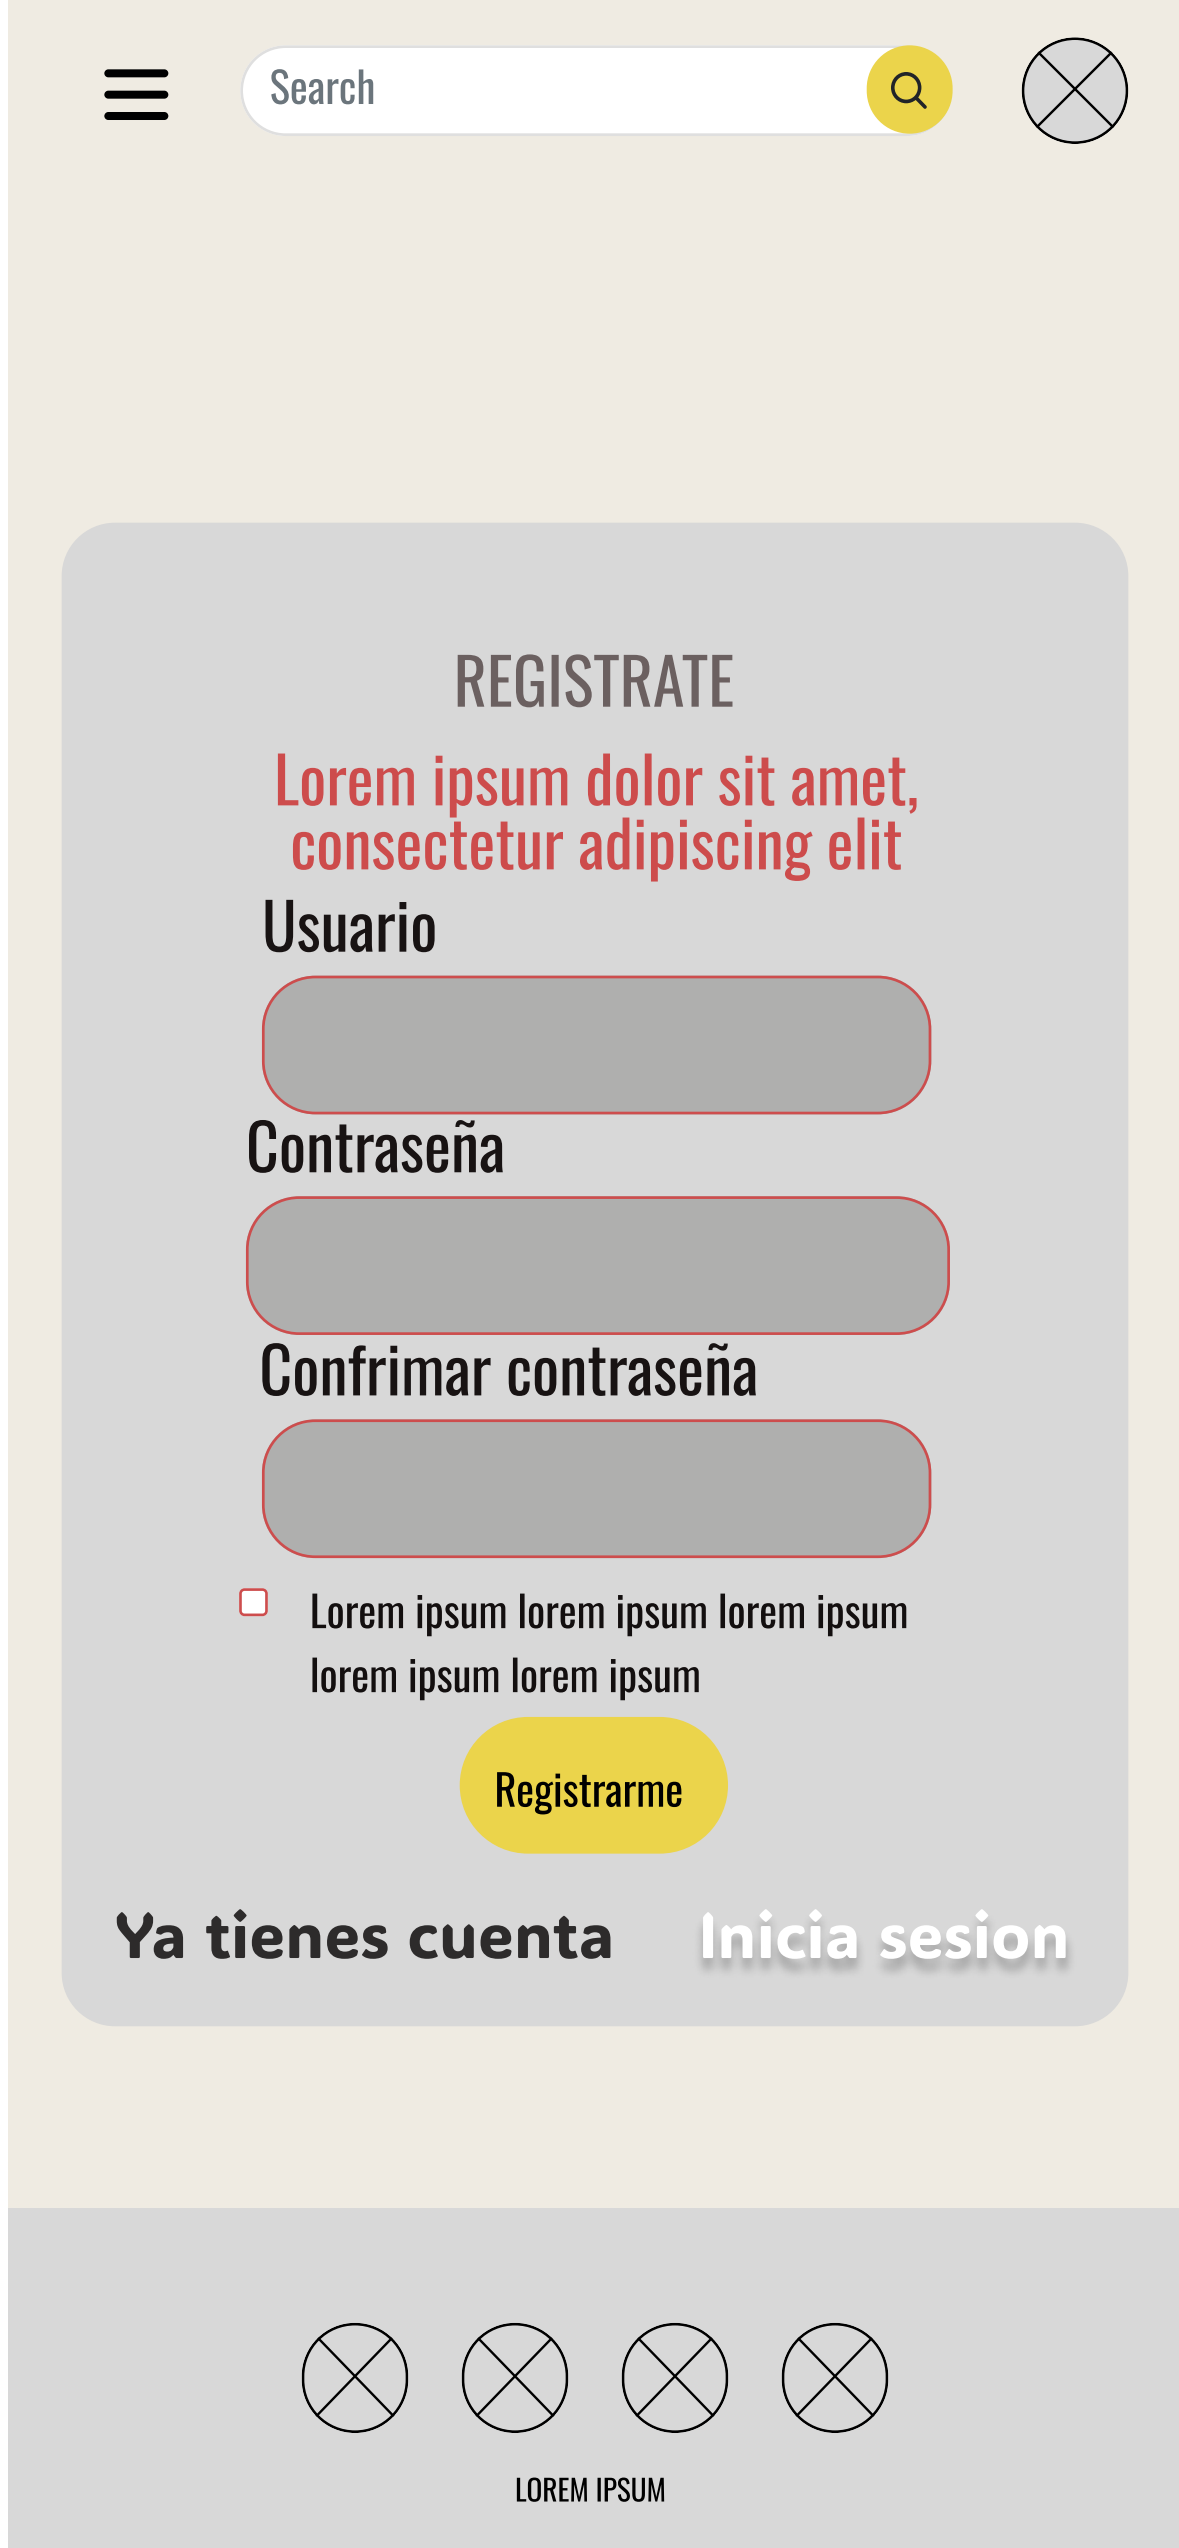 Search
REGISTRATE
Lorem ipsum dolor sit amet,
consectetur adipiscing elit
Usuario
Contraseña
Confrimar contraseña
Lorem ipsum lorem ipsum lorem ipsum
lorem ipsum lorem ipsum
Registrarme
Ya tienes cuenta Inicia sesion
LOREM IPSUM